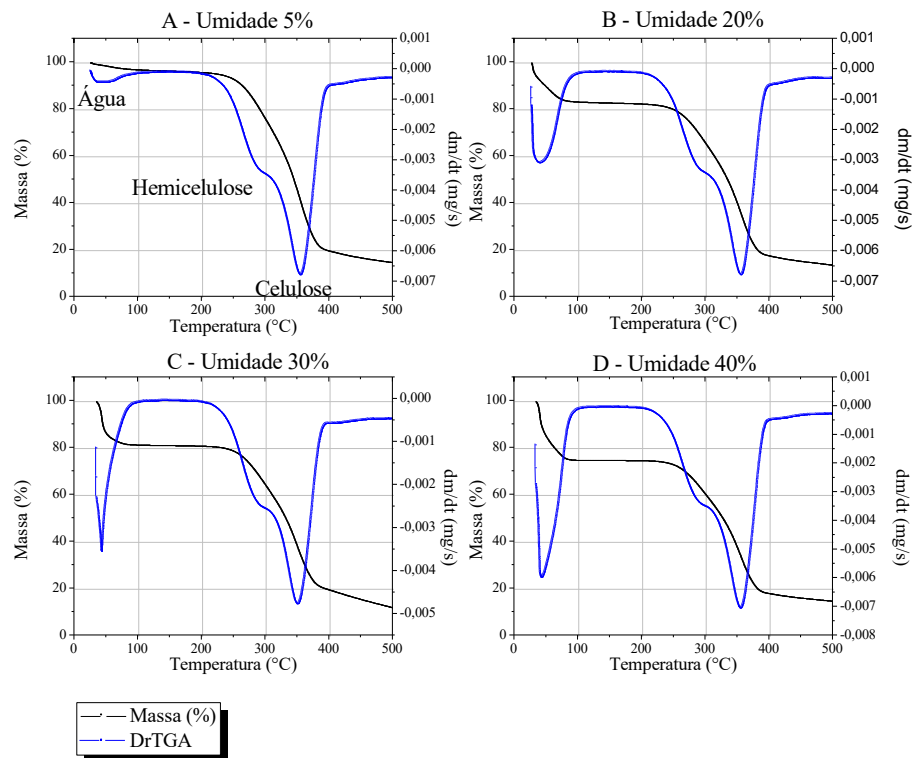 A - Umidade 5%
100
80
60
40
20
0
Massa (%)
0,001
0,000
-0,001
-0,002
-0,003
-0,004
-0,005
-0,006
-0,007
dm/dt (mg/s)
Água
Hemicelulose
Celulose
0 100 200 300 400 500
Temperatura (°C)
B - Umidade 20%
100
80
60
40
20
0
Massa (%)
0,001
0,000
-0,001
-0,002
-0,003
-0,004
-0,005
-0,006
-0,007
dm/dt (mg/s)
0 100 200 300 400 500
Temperatura (°C)
C - Umidade 30%
100
80
60
40
20
0
Massa (%)
0,000
-0,001
-0,002
-0,003
-0,004
-0,005
dm/dt (mg/s)
0 100 200 300 400 500
Temperatura (°C)
D - Umidade 40%
100
80
60
40
20
0
Massa (%)
0,001
0,000
-0,001
-0,002
-0,003
-0,004
-0,005
-0,006
-0,007
-0,008
dm/dt (mg/s)
0 100 200 300 400 500
Temperatura (°C)
Massa (%)
DrTGA